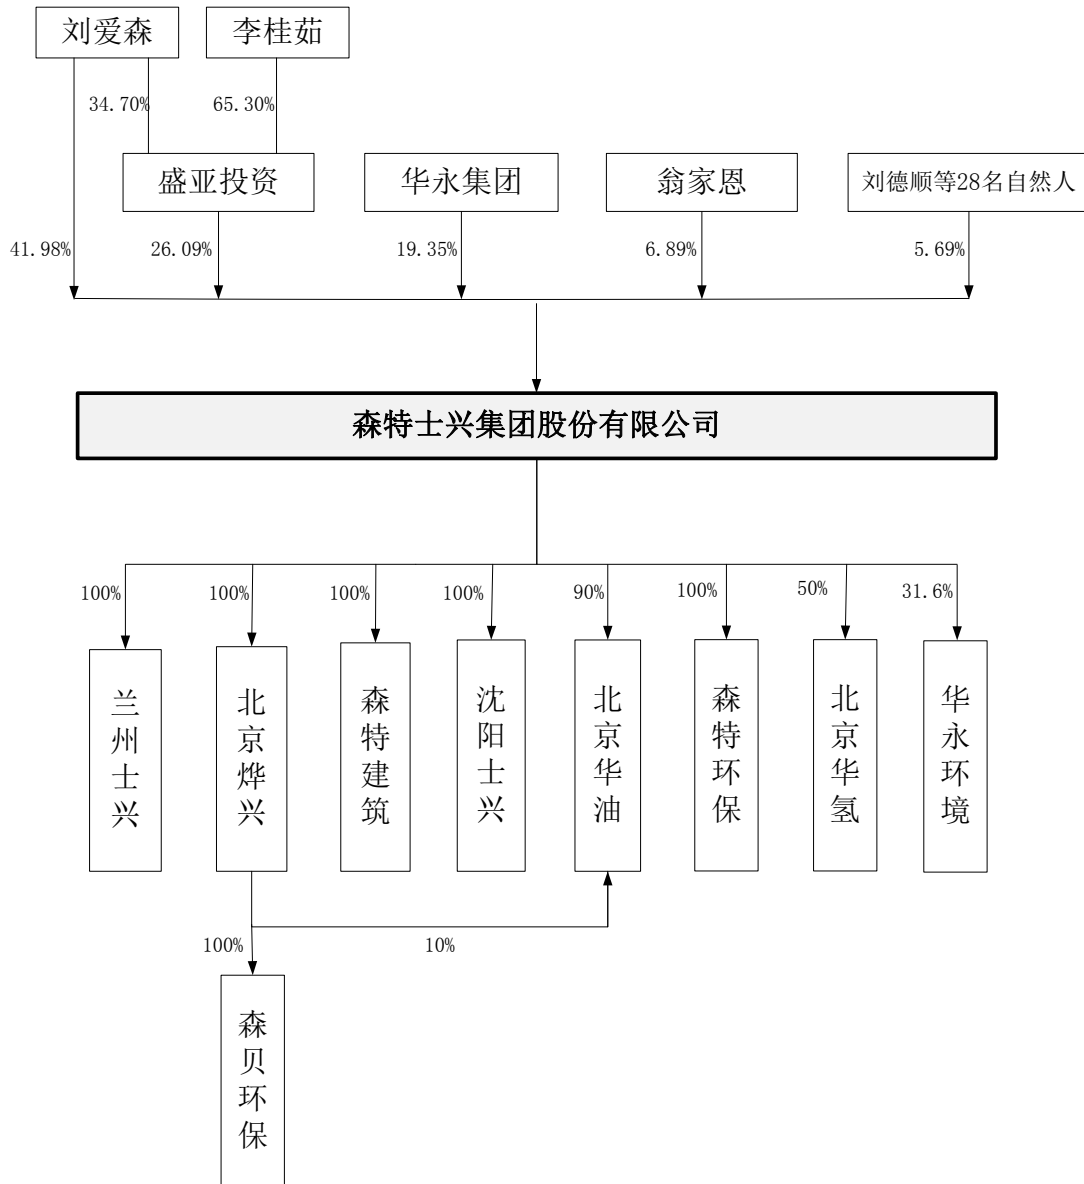 刘爱森
李桂茹
34.70%
65.30%
盛亚投资
华永集团
翁家恩
刘德顺等28名自然人
41.98%
26.09%
19.35%
6.89%
5.69%
森特士兴集团股份有限公司
100%
100%
100%
100%
90%
100%
50%
31.6%
兰州士兴
北京烨兴
森特建筑
沈阳士兴
北京华油
森特环保
北京华氢
华永环境
100%
10%
森贝环保